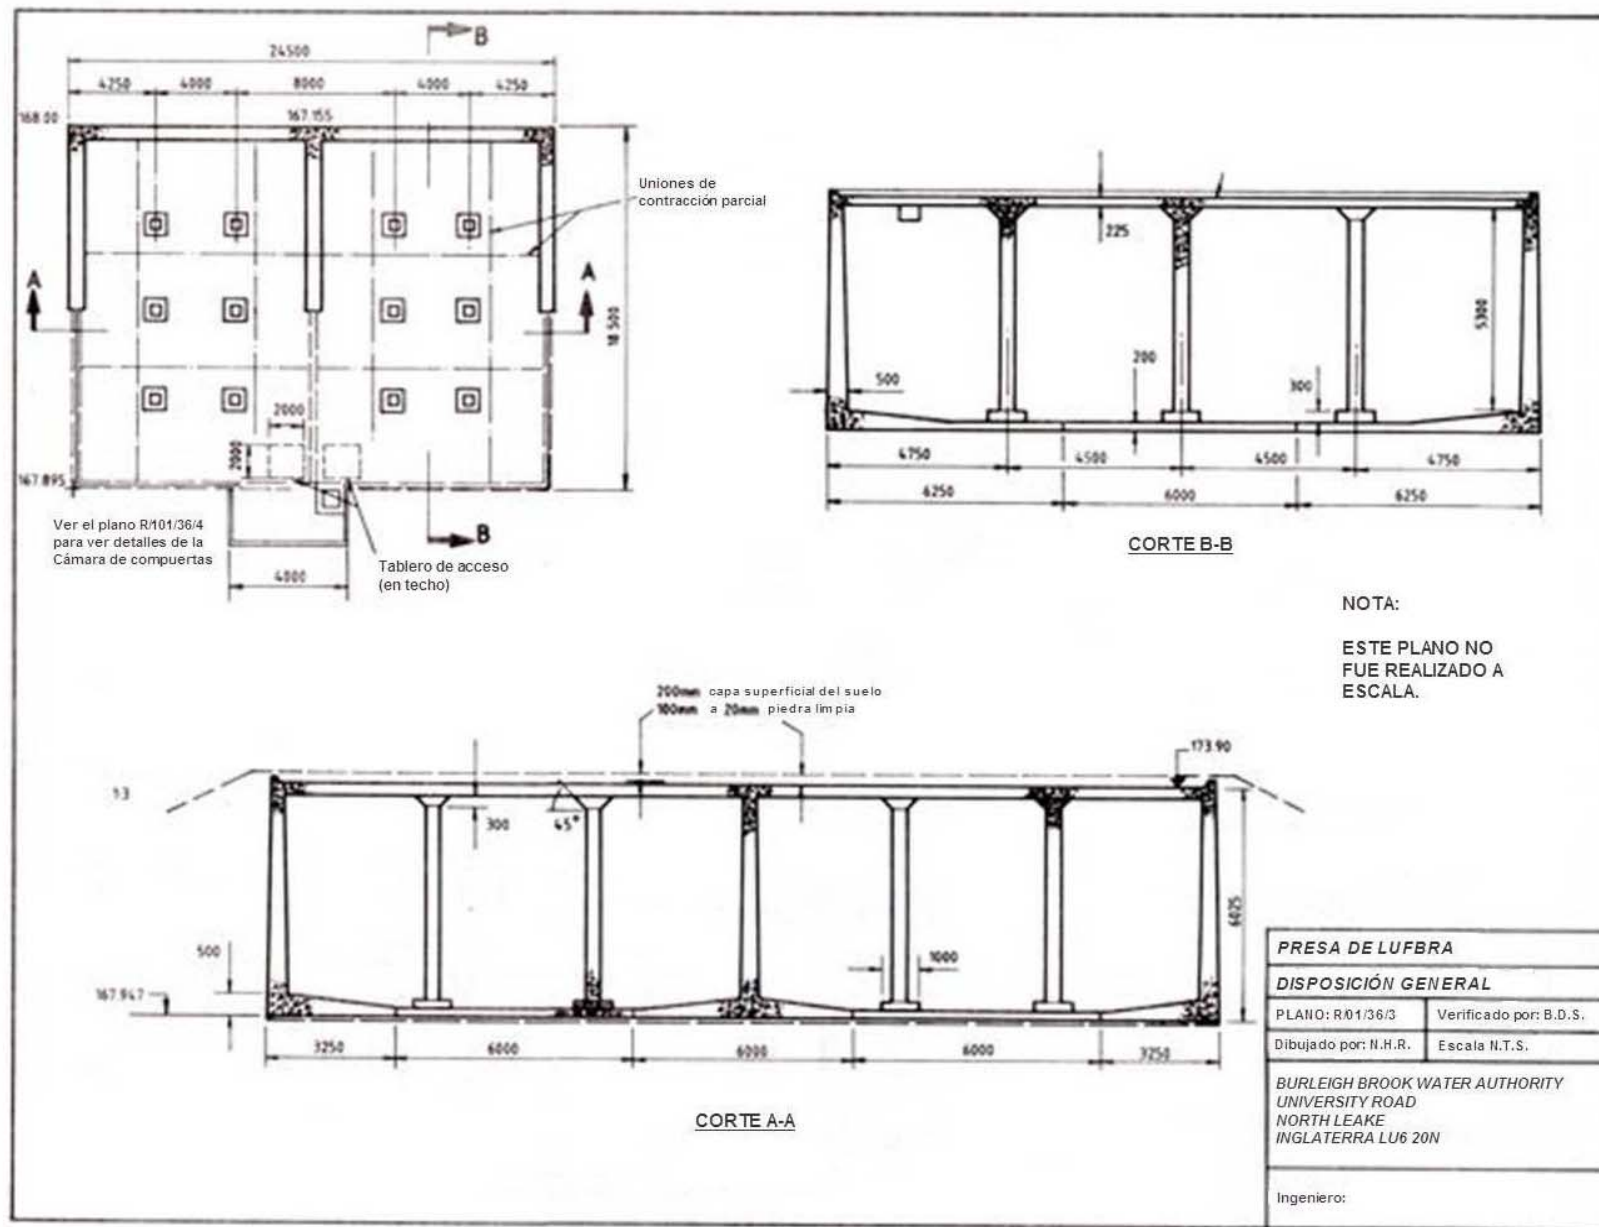 B
24500
4250
4000
8000
4000
4250
168.00
167.155
Uniones de
contracción parcial
A
A
18 500
2000
2000
167.895
Ver el plano R/101/36/4
para ver detalles de la
Cámara de compuertas
B
Tablero de acceso
(en techo)
4000
225
5300
200
500
300
4750
4500
4500
4750
6250
6000
6250
CORTE B-B
NOTA:
ESTE PLANO NO
FUE REALIZADO A
ESCALA.
200mm capa superficial del suelo
100mm a 20mm piedra limpia
173.90
1:3
300
45°
6025
500
1000
167.947
3250
6000
6000
6000
3250
CORTE A-A
PRESA DE LUFBRA
DISPOSICIÓN GENERAL
PLANO: R/01/36/3
Verificado por: B.D.S.
Dibujado por: N.H.R.
Escala N.T.S.
BURLEIGH BROOK WATER AUTHORITY
UNIVERSITY ROAD
NORTH LEAKE
INGLATERRA LU6 20N
Ingeniero: